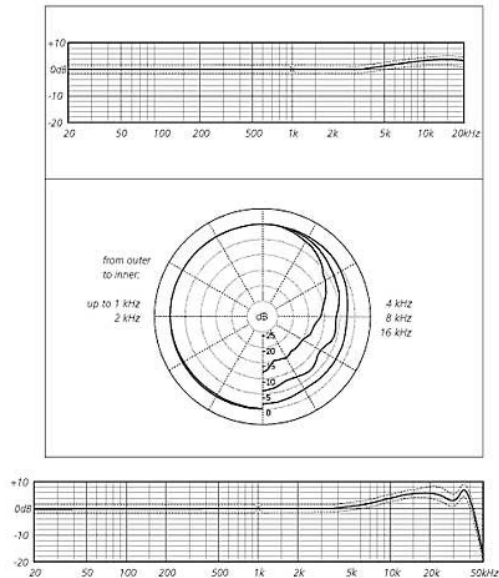 +10
0dB
-10
-20
20 50 100 200 500 1k 2k 5k 10k 20kHz
from outer
to inner:
up to 1 kHz
2 kHz
4 kHz
8 kHz
16 kHz
dB
-25
-20
-15
-10
-5
0
+10
0dB
-10
-20
20 50 100 200 500 1k 2k 5k 10k 20k 50kHz